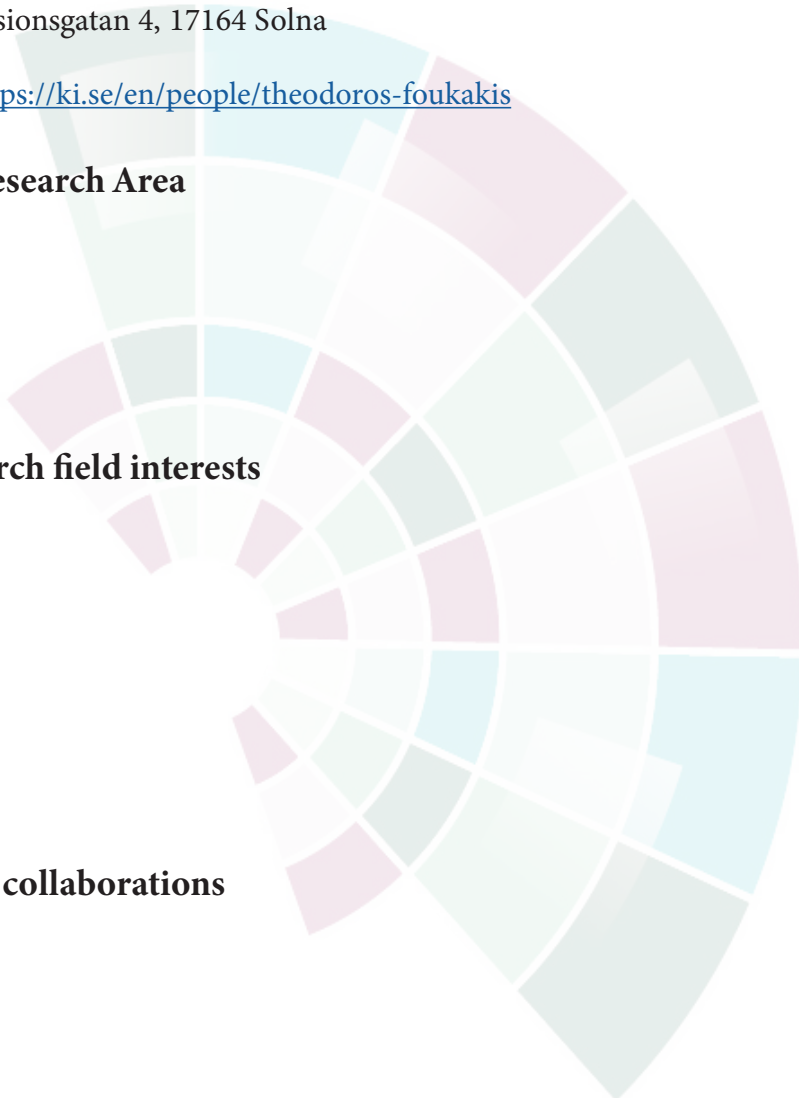 sionsgatan 4, 17164 Solna
ps://ki.se/en/people/theodoros-foukakis
esearch Area
rch field interests
collaborations